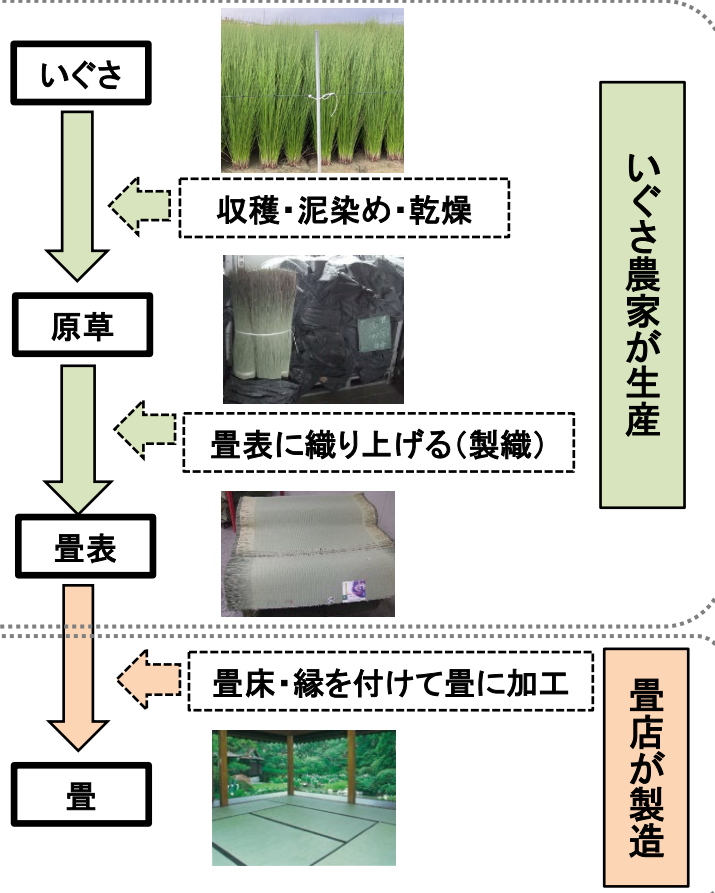 いぐさ
収穫・泥染め・乾燥
原草
畳表に織り上げる（製織）
畳表
いぐさ農家が生産
畳床・縁を付けて畳に加工
畳
畳店が製造